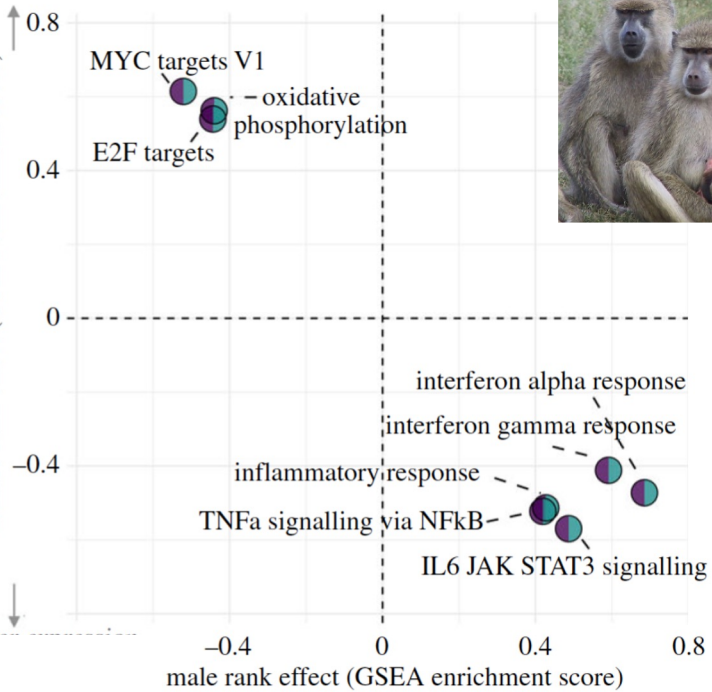 0.8
MYC targets V1
oxidative
phosphorylation
E2F targets
0.4
0
interferon alpha response
interferon gamma response
−0.4
inflammatory response
TNFa signalling via NFkB
IL6 JAK STAT3 signalling
−0.4 0 0.4 0.8
male rank effect (GSEA enrichment score)